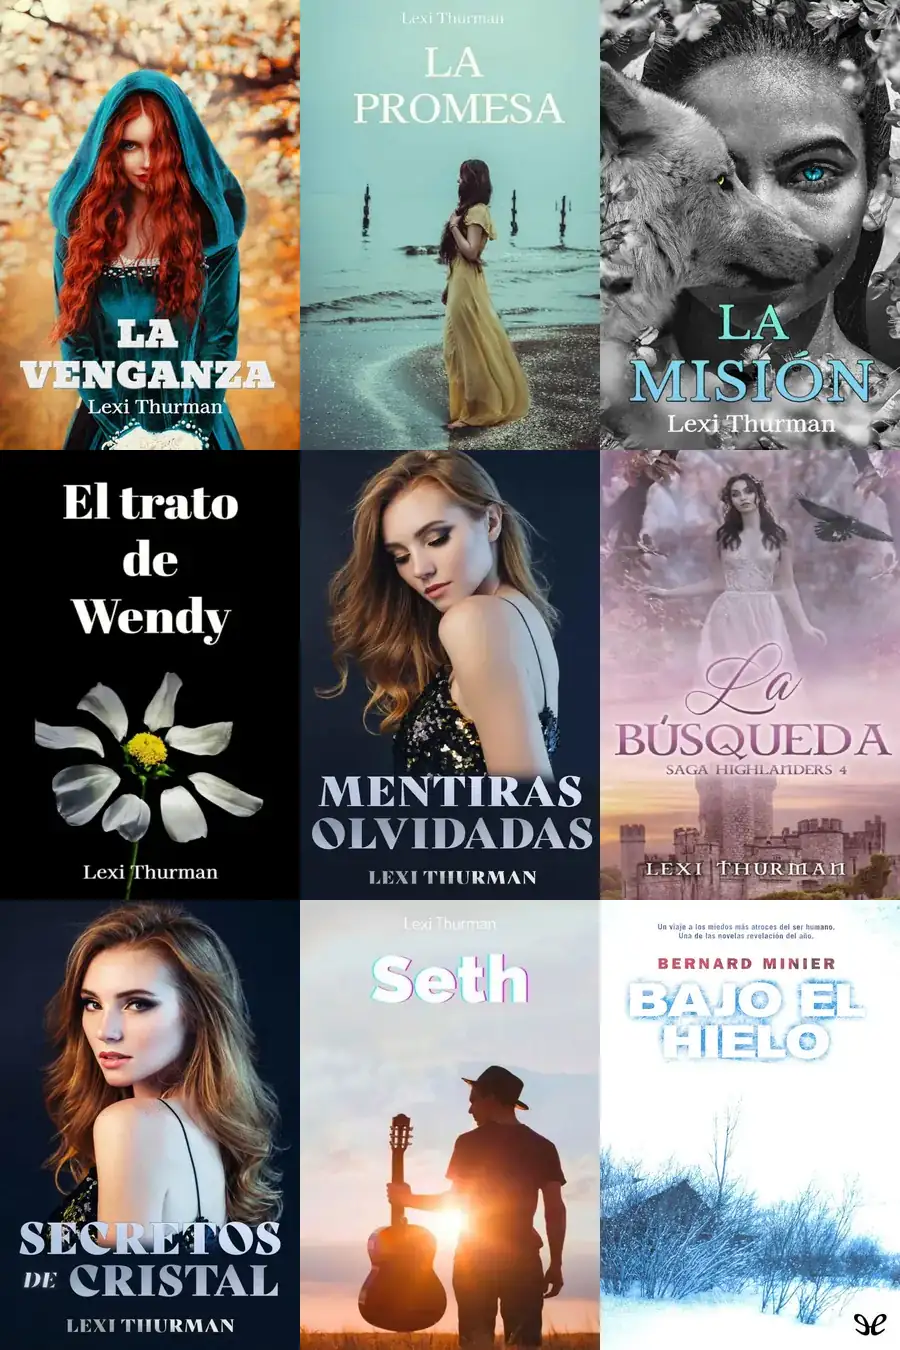 LA
VENGANZA
Lexi Thurman
Lexi Thurman
LA
PROMESA
LA
MISIÓN
Lexi Thurman
El trato
de
Wendy
Lexi Thurman
MENTIRAS
OLVIDADAS
LEXI THURMAN
La
BÚSQUEDA
SAGA HIGHLANDERS 4
LEXI THURMAN
SECRETOS
DE CRISTAL
LEXI THURMAN
Lexi Thurman
Seth
Un viaje a los miedos más atroces del ser humano.
Una de las novelas revelación del año.
BERNARD MINIER
BAJO EL
HIELO